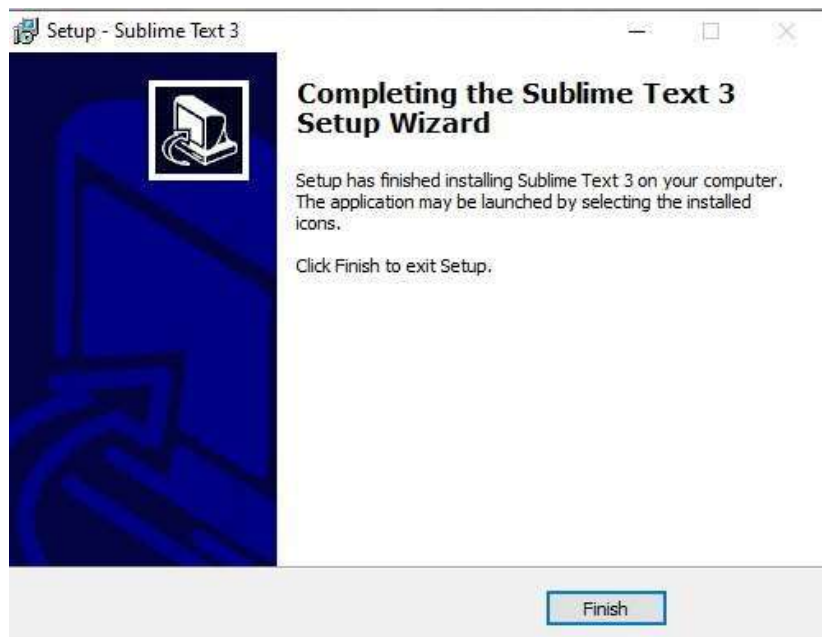 Setup - Sublime Text 3
Completing the Sublime Text 3
Setup Wizard
Setup has finished installing Sublime Text 3 on your computer.
The application may be launched by selecting the installed
icons.
Click Finish to exit Setup.
Finish